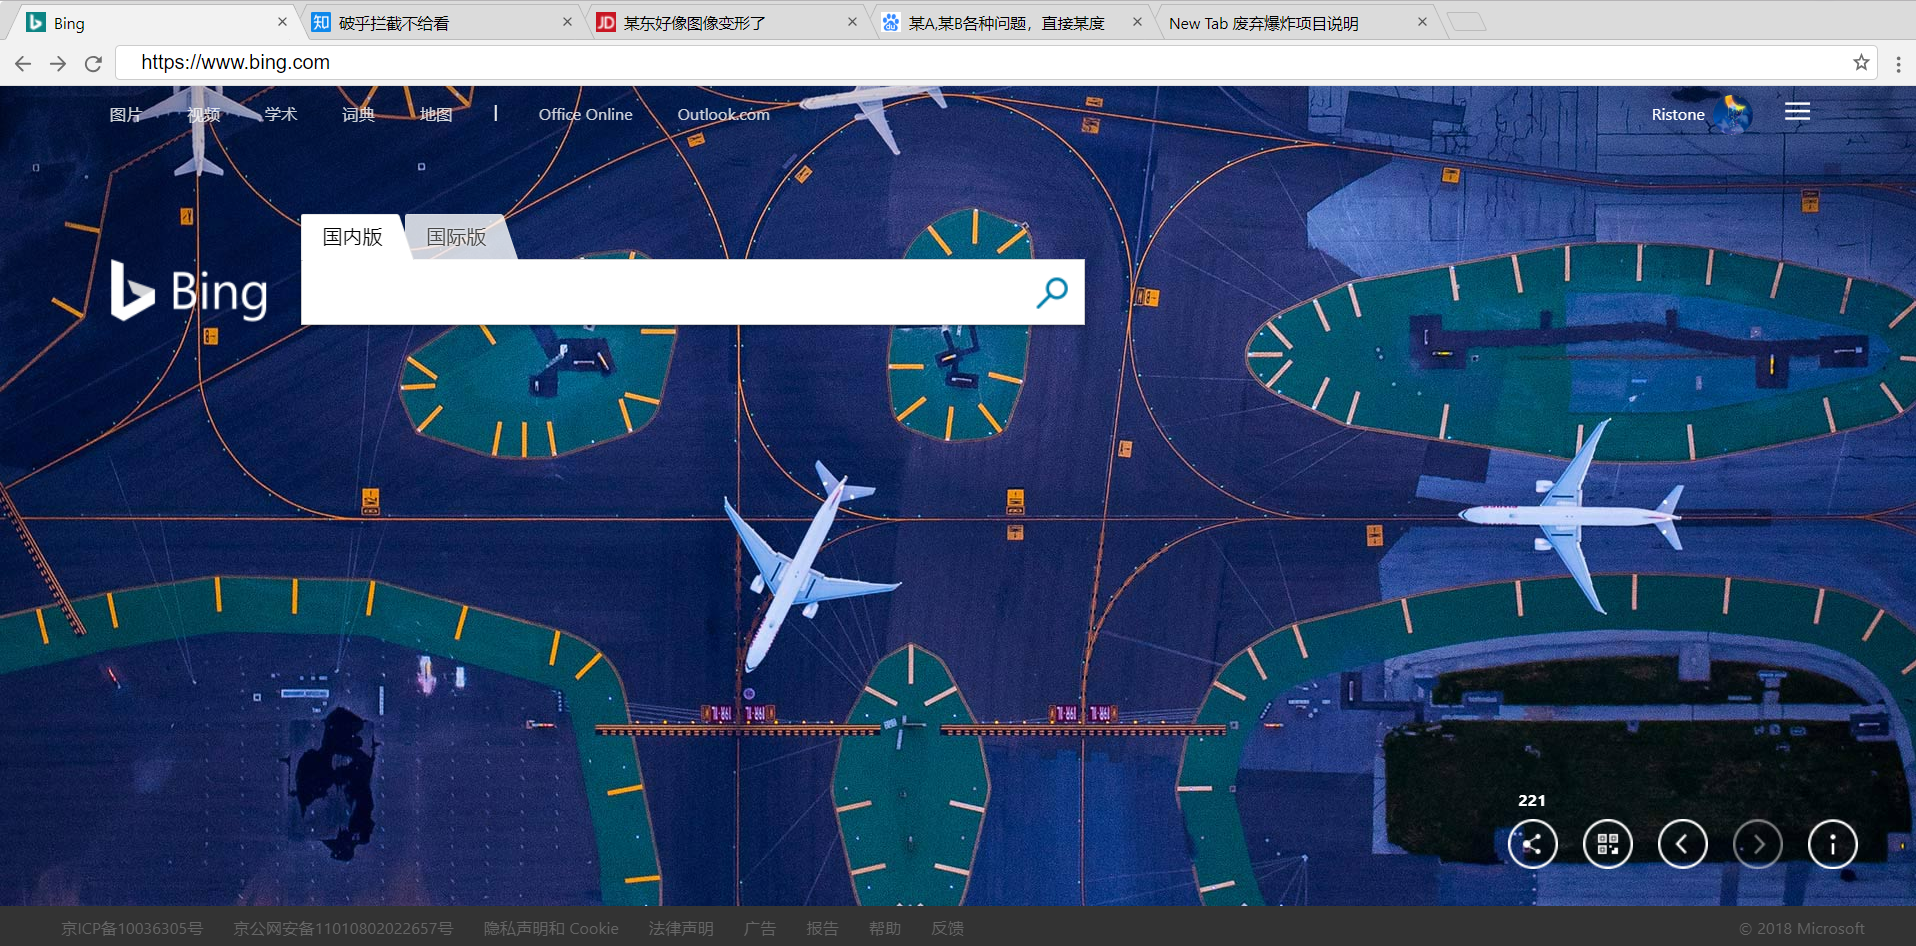 Bing
破乎拦截不给看
某东好像图像变形了
某A,某B各种问题，直接某度
New Tab 废弃爆炸项目说明
知
JD
https://www.bing.com
图片 视频 学术 词典 地图 | Office Online Outlook.com
Ristone
国内版 国际版
Bing
221
京ICP备10036305号 京公网安备11010802022657号 隐私声明和 Cookie 法律声明 广告 报告 帮助 反馈
© 2018 Microsoft